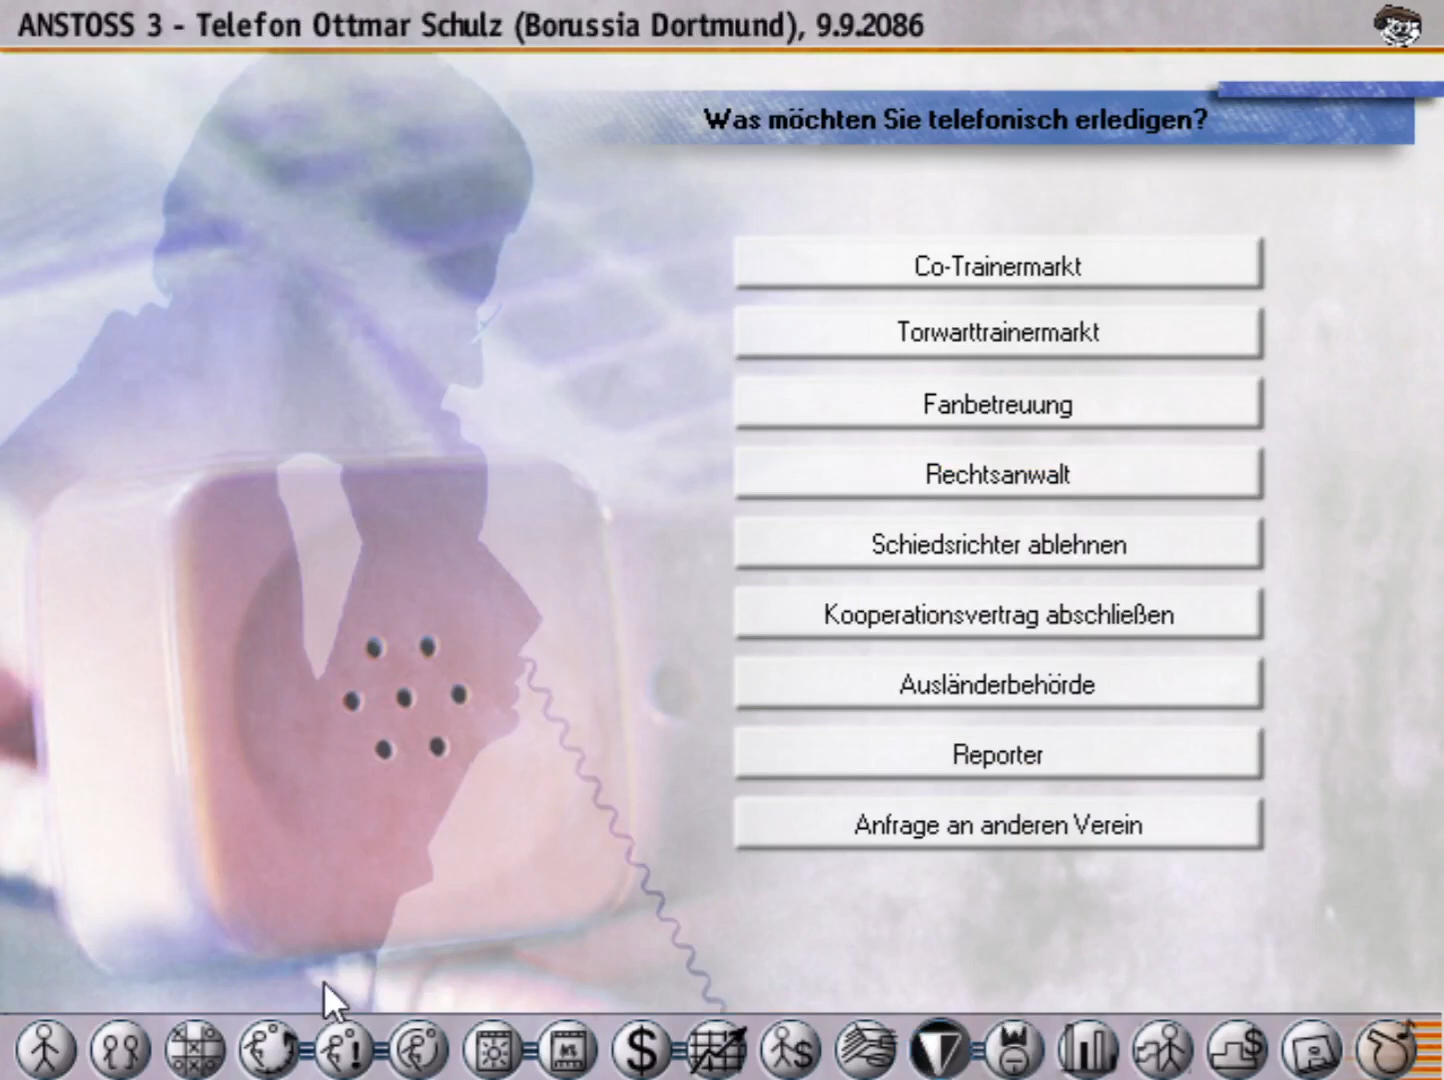 ANSTOSS 3 - Telefon Ottmar Schulz (Borussia Dortmund), 9.9.2086
Was möchten Sie telefonisch erledigen?
Co-Trainermarkt
Torwarttrainermarkt
Fanbetreuung
Rechtsanwalt
Schiedsrichter ablehnen
Kooperationsvertrag abschließen
Ausländerbehörde
Reporter
Anfrage an anderen Verein